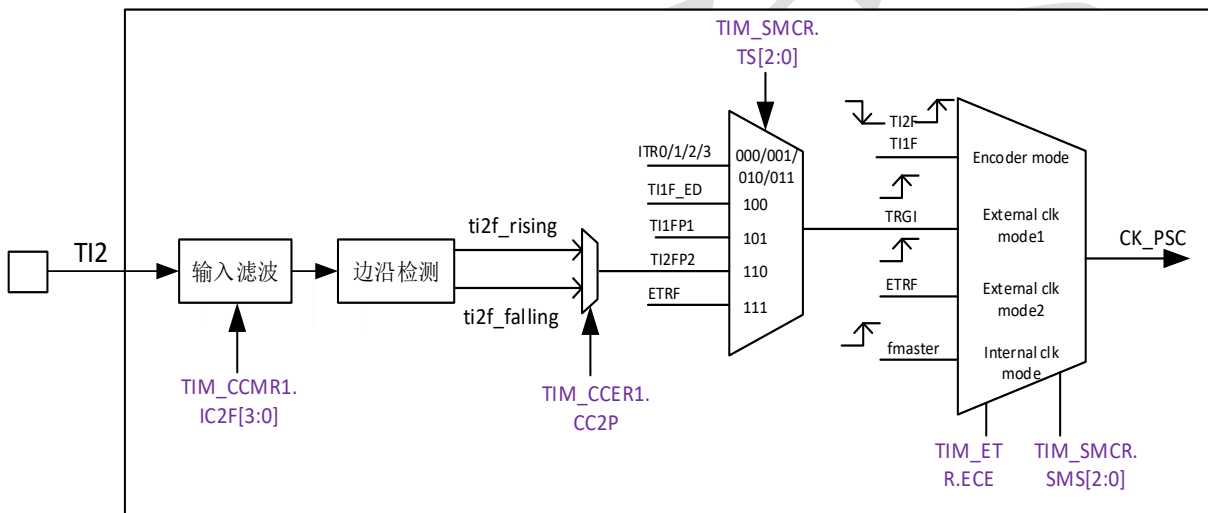 TIM_SMCR.
TS[2:0]
TI2F
TI1F
Encoder mode
ITR0/1/2/3
000/001/
010/011
TI1F_ED
100
ti2f_rising
TI1FP1
101
TRGI
External clk
mode1
CK_PSC
TI2
输入滤波
边沿检测
TI2FP2
110
ETRF
111
ti2f_falling
ETRF
External clk
mode2
fmaster
Internal clk
mode
TIM_CCMR1.
IC2F[3:0]
TIM_CCER1.
CC2P
TIM_ET
R.ECE
TIM_SMCR.
SMS[2:0]